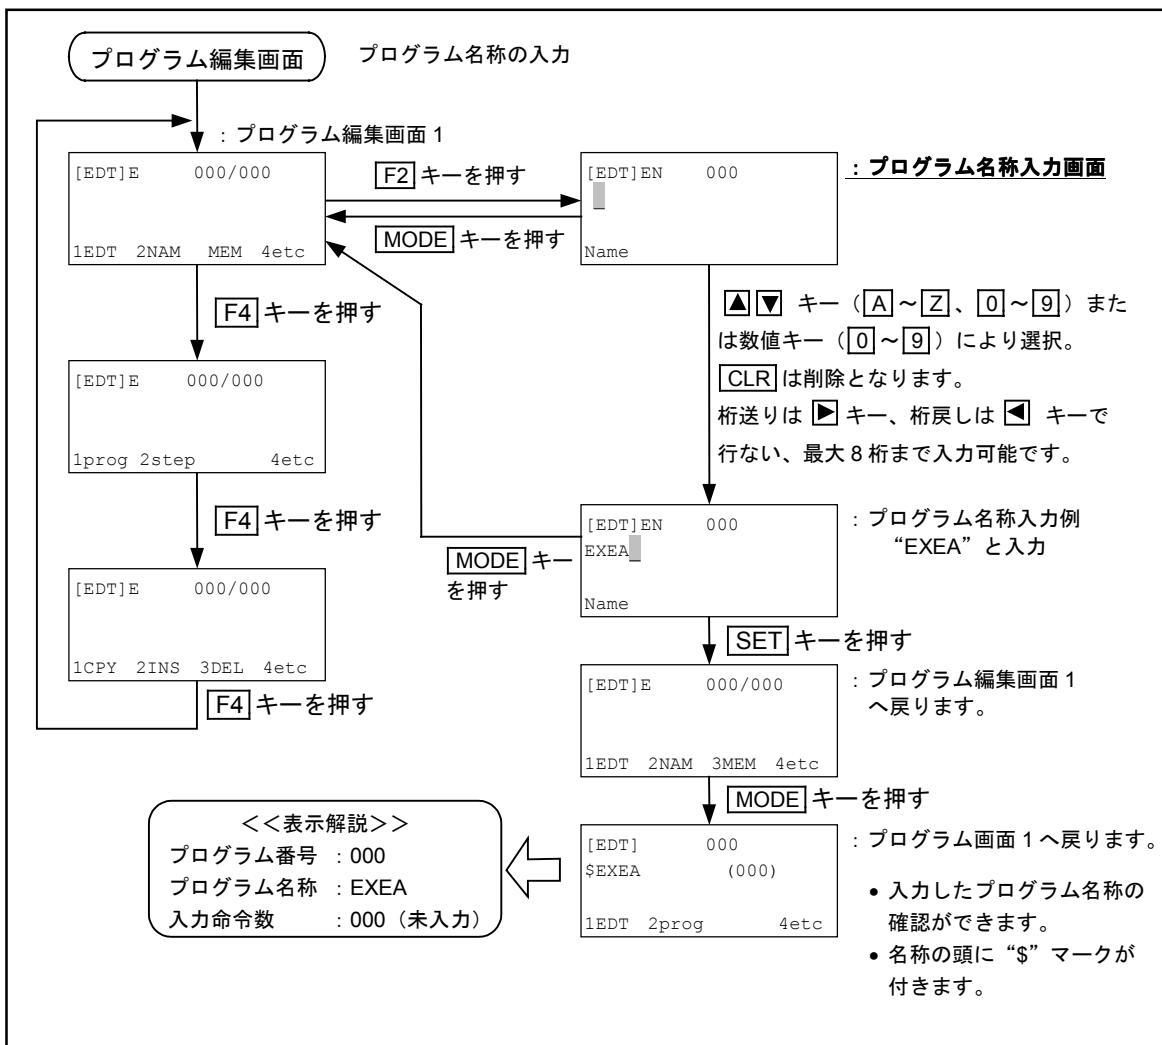 プログラム編集画面
プログラム名称の入力
：プログラム編集画面 1
[EDT]E 000/000
1EDT 2NAM MEM 4etc
F2 キーを押す
MODE キーを押す
[EDT]EN 000
Name
：プログラム名称入力画面
F4 キーを押す
▲▼ キー（A～Z、0～9）また
は数値キー（0～9）により選択。
CLR は削除となります。
桁送りは ▶ キー、桁戻しは ◀ キーで
行ない、最大 8 桁まで入力可能です。
[EDT]E 000/000
1prog 2step 4etc
F4 キーを押す
[EDT]EN 000
EXEA
Name
：プログラム名称入力例
“EXEA”と入力
MODE キー
を押す
[EDT]E 000/000
1CPY 2INS 3DEL 4etc
F4 キーを押す
SET キーを押す
[EDT]E 000/000
1EDT 2NAM 3MEM 4etc
：プログラム編集画面 1
へ戻ります。
MODE キーを押す
<<表示解説>>
プログラム番号 ：000
プログラム名称 ：EXEA
入力命令数 ：000（未入力）
[EDT] 000
$EXEA (000)
1EDT 2prog 4etc
：プログラム画面 1 へ戻ります。
• 入力したプログラム名称の
確認ができます。
• 名称の頭に“$”マークが
付きます。